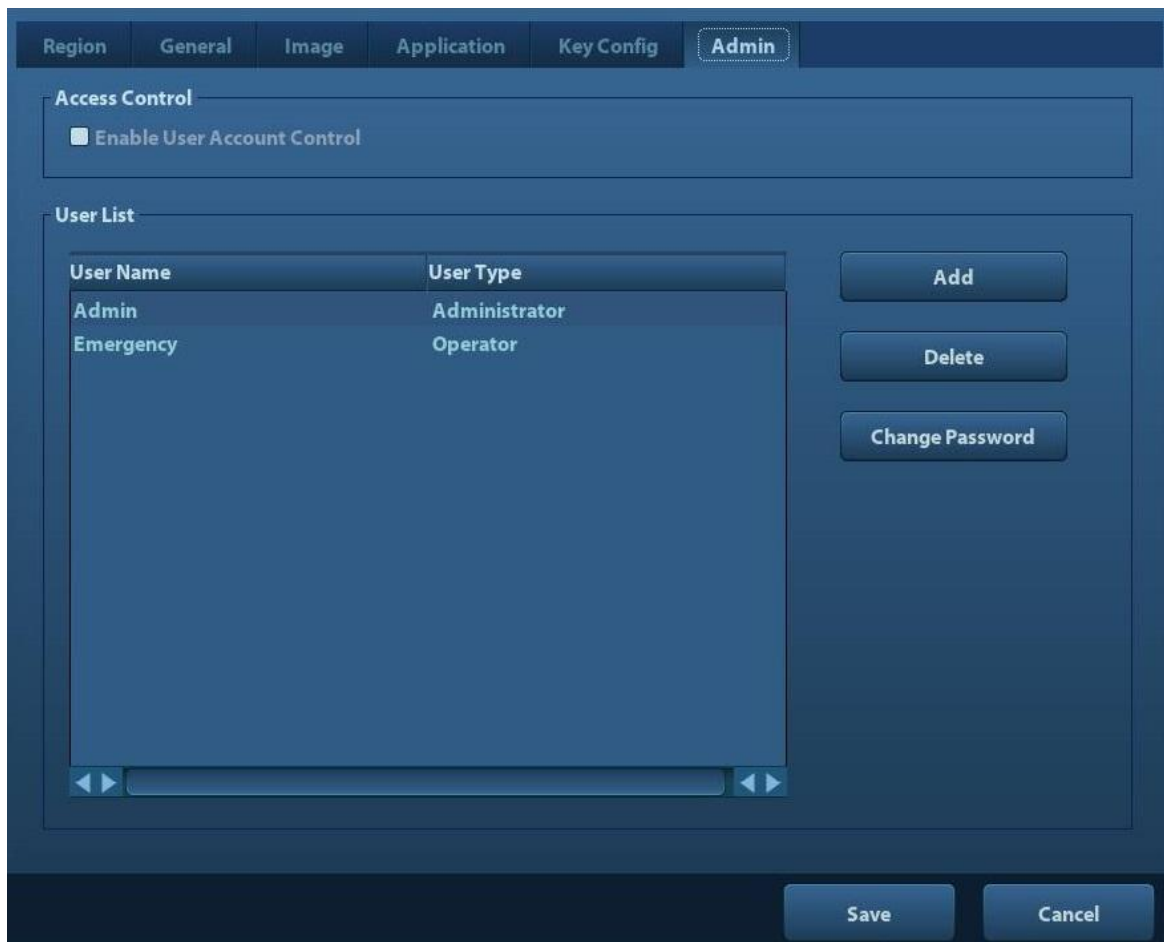 Region General Image Application Key Config Admin
Access Control
Enable User Account Control
User List
User Name User Type
Admin Administrator
Emergency Operator
Add
Delete
Change Password
Save Cancel